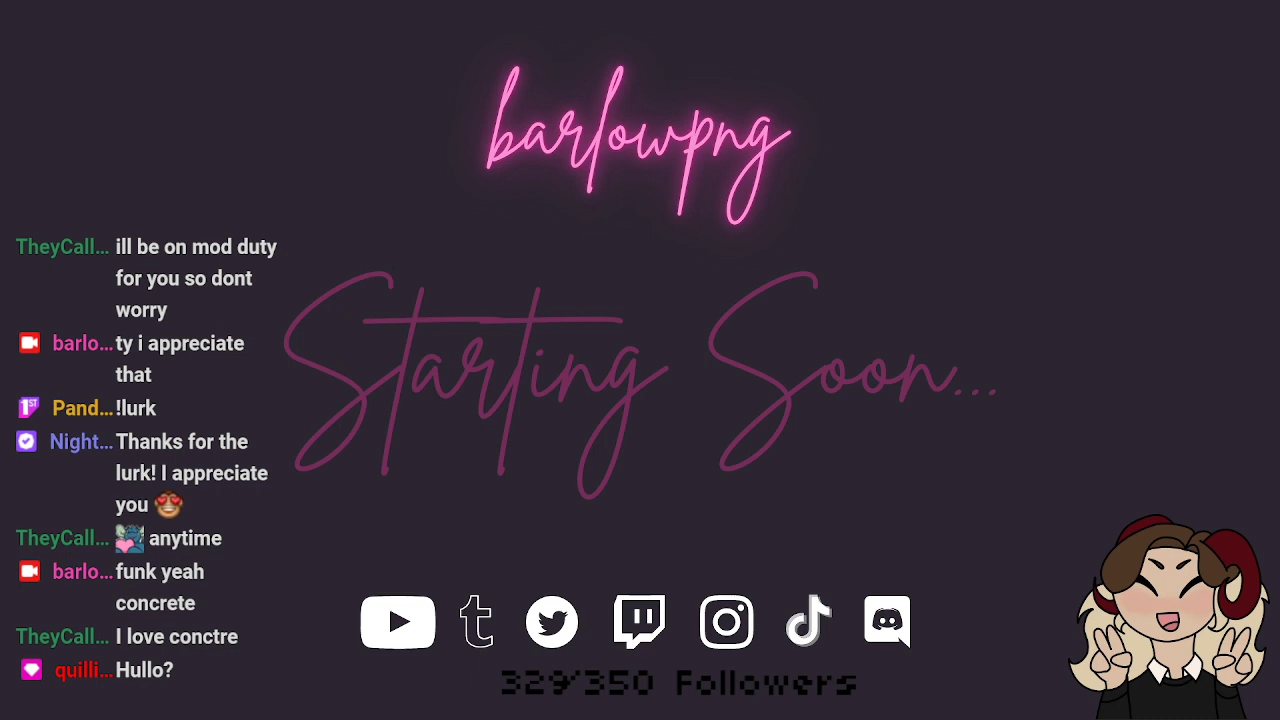 barlowpng
Starting Soon...
TheyCall... ill be on mod duty
for you so dont
worry
barlo... ty i appreciate
that
1ST Pand... !lurk
Night... Thanks for the
lurk! I appreciate
you
TheyCall... anytime
barlo... funk yeah
concrete
TheyCall... I love conctre
quilli... Hullo?
329/350 Followers